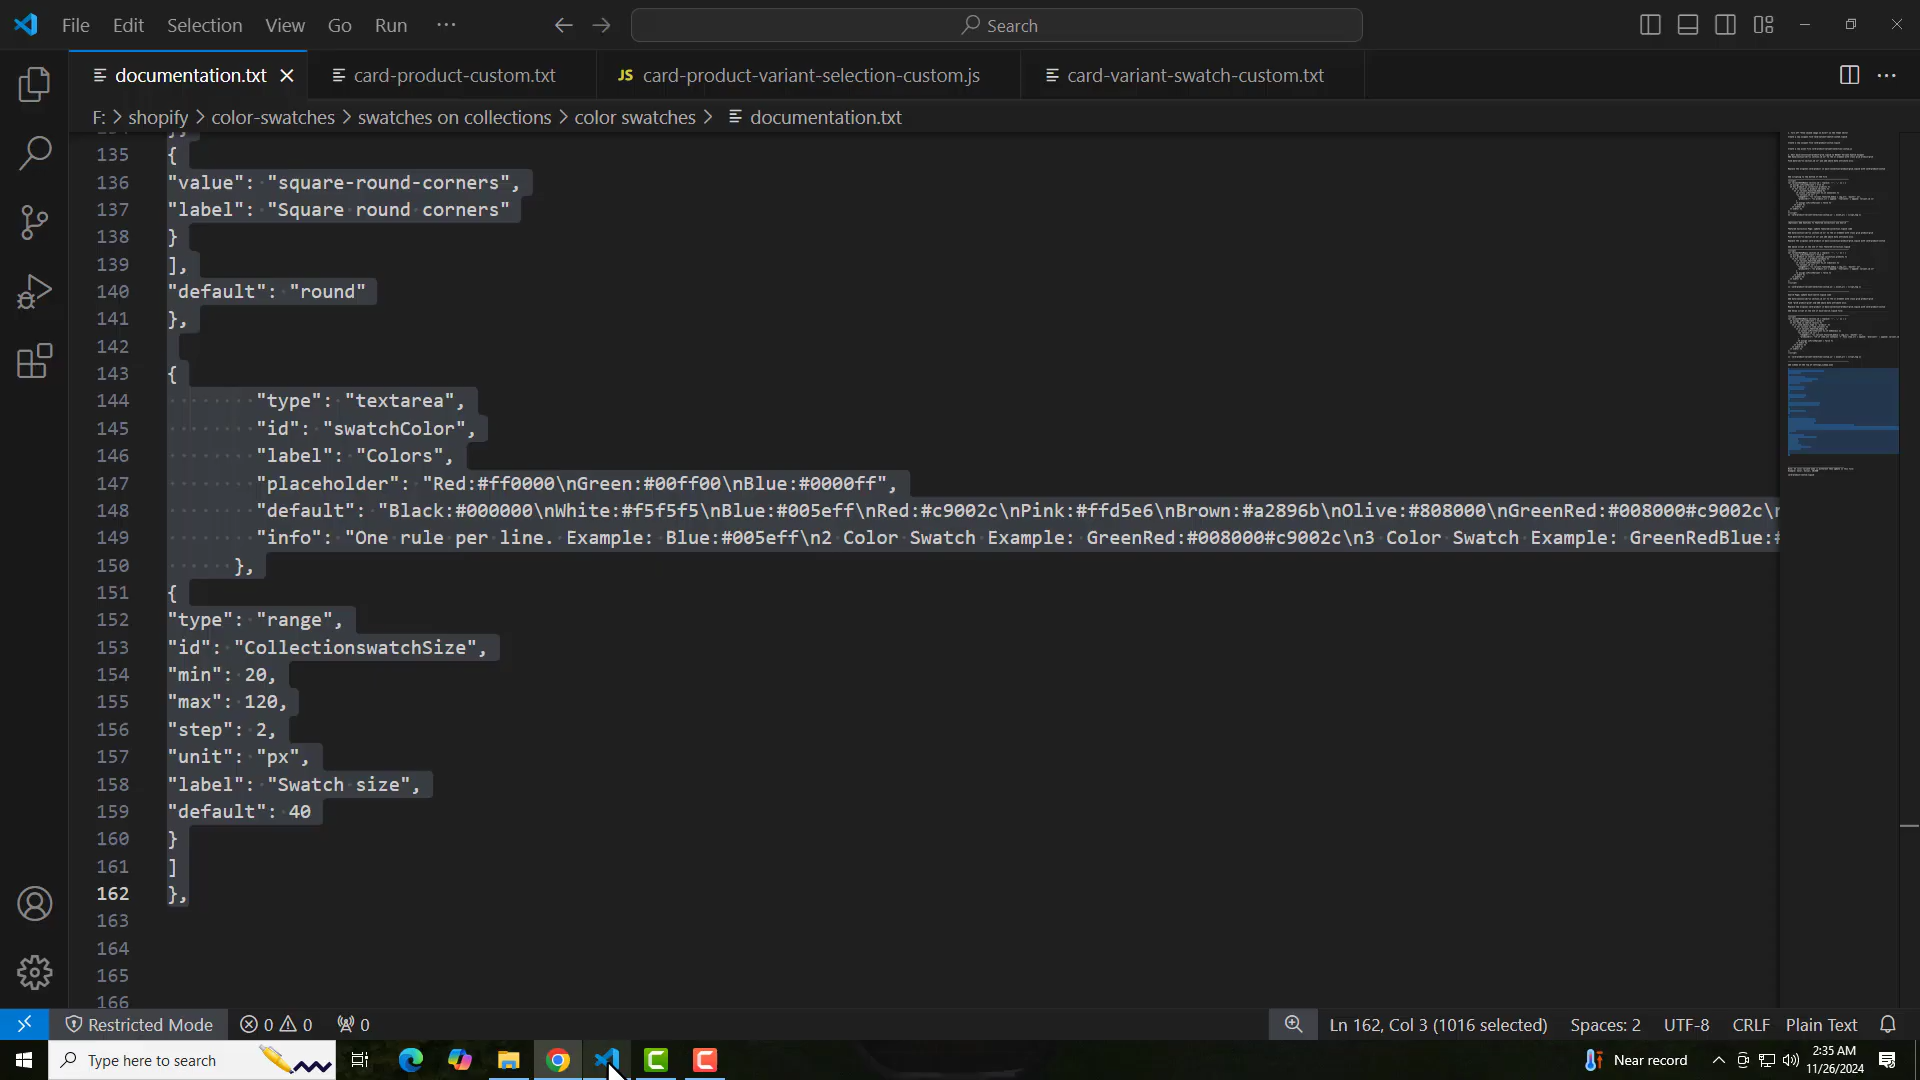 File Edit Selection View Go Run ··· Search
documentation.txt card-product-custom.txt JS card-product-variant-selection-custom.js card-variant-swatch-custom.txt
F: > shopify > color-swatches > swatches on collections > color swatches > documentation.txt
135 {
136 "value": "square-round-corners",
137 "label": "Square round corners"
138 }
139 ],
140 "default": "round"
141 },
142
143 {
144 "type": "textarea",
145 "id": "swatchColor",
146 "label": "Colors",
147 "placeholder": "Red:#ff0000\nGreen:#00ff00\nBlue:#0000ff",
148 "default": "Black:#000000\nWhite:#f5f5f5\nBlue:#005eff\nRed:#c9002c\nPink:#ffd5e6\nBrown:#a2896b\nOlive:#808000\nGreenRed:#008000#c9002c\
149 "info": "One rule per line. Example: Blue:#005eff\n2 Color Swatch Example: GreenRed:#008000#c9002c\n3 Color Swatch Example: GreenRedBlue:#
150 },
151 {
152 "type": "range",
153 "id": "CollectionswatchSize",
154 "min": 20,
155 "max": 120,
156 "step": 2,
157 "unit": "px",
158 "label": "Swatch size",
159 "default": 40
160 }
161 ]
162 },
163
164
165
166
Restricted Mode 0 0 0 Ln 162, Col 3 (1016 selected) Spaces: 2 UTF-8 CRLF Plain Text
Type here to search Near record 2:35 AM
11/26/2024